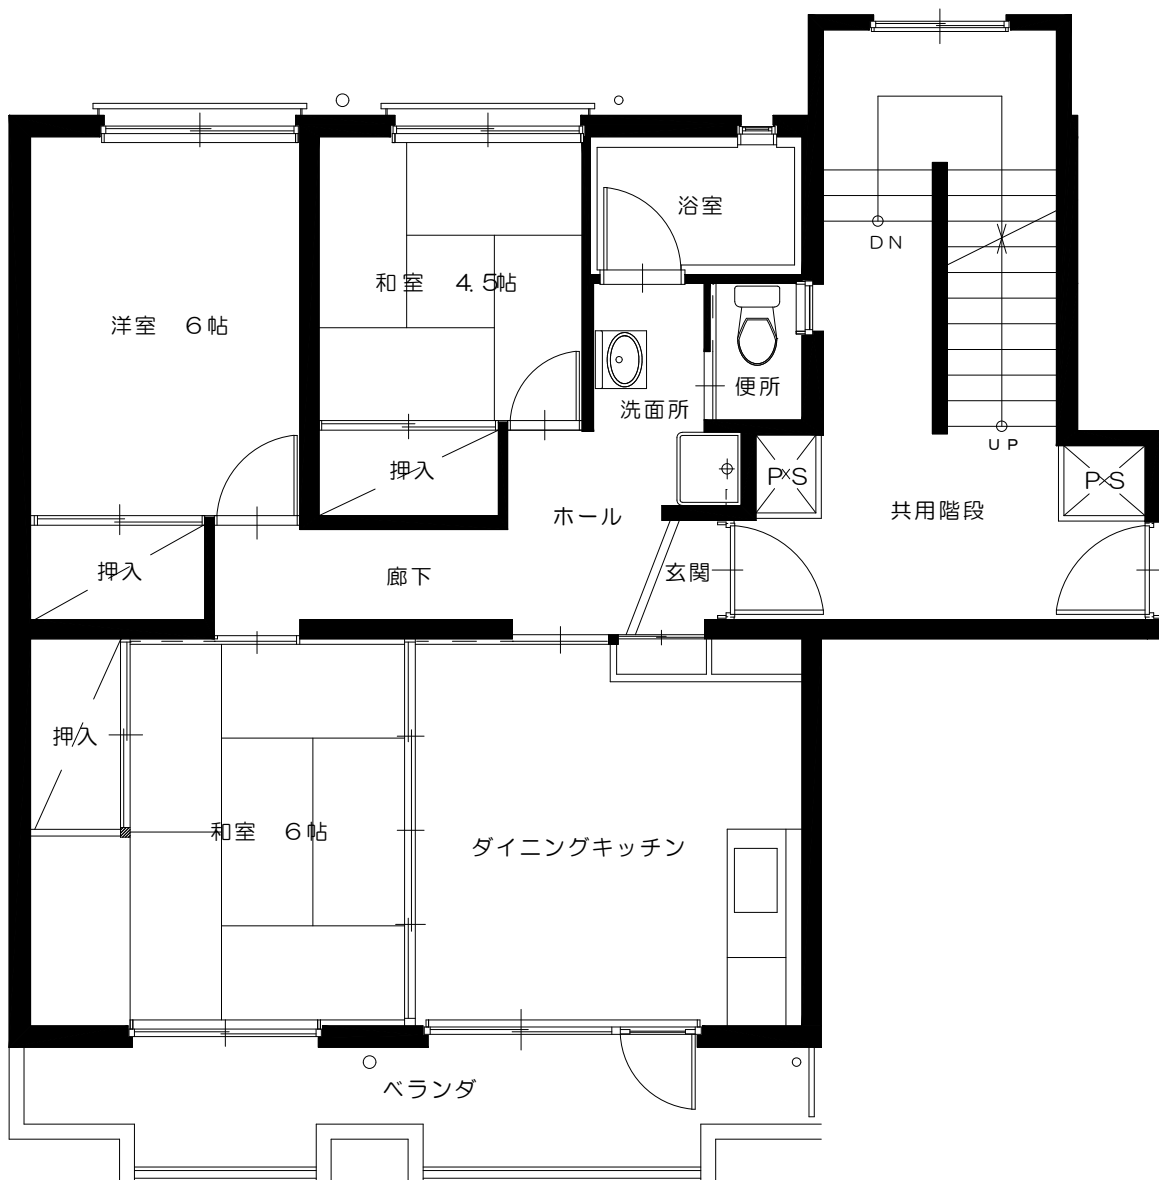 浴室
DN
和室 4.5帖
洋室 6帖
便所
洗面所
UP
押入
PS
PS
ホール
共用階段
押入
廊下
玄関
押入
和室 6帖
ダイニングキッチン
ベランダ